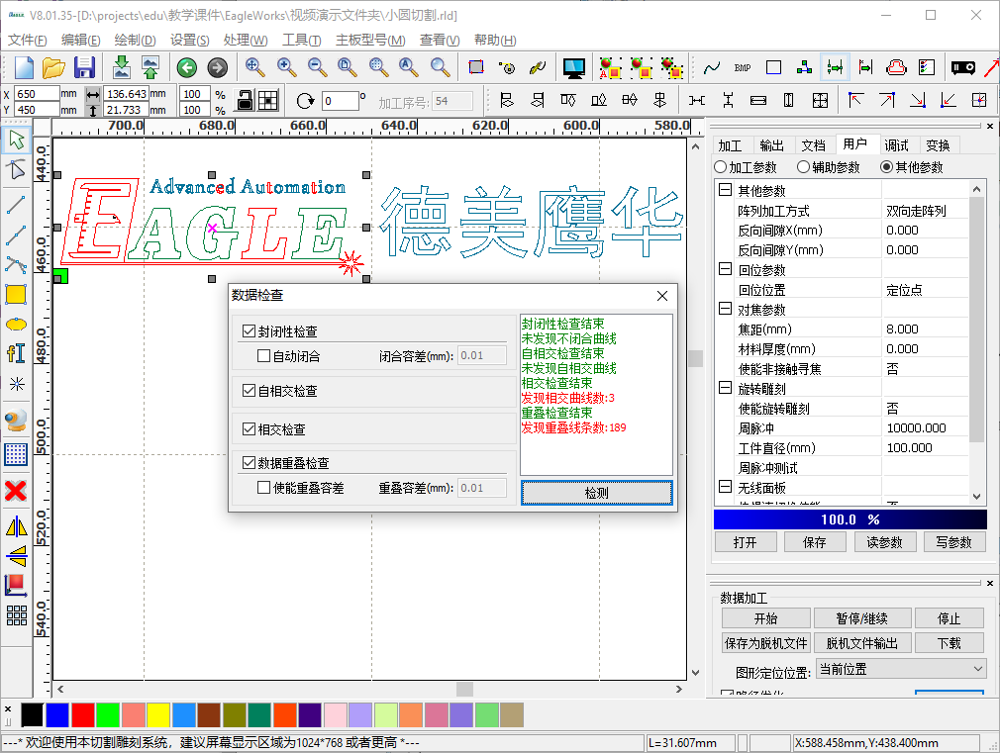 V8.01.35-[D:\projects\edu\教学课件\EagleWorks\视频演示文件夹\小圆切割.rld]
文件(F) 编辑(E) 绘制(D) 设置(S) 处理(W) 工具(T) 主板型号(M) 查看(V) 帮助(H)
BMP
X 650 mm 136.643 mm 100 %
Y 450 mm 21.733 mm 100 %
0 ° 加工序号: 54
700.0 680.0 660.0 640.0 620.0 600.0 580.0
440.0
460.0
480.0
500.0
520.0
540.0
Advanced Automation
EAGLE
德美鹰华
数据检查
封闭性检查
自动闭合 闭合容差(mm): 0.01
自相交检查
相交检查
数据重叠检查
使能重叠容差 重叠容差(mm): 0.01
封闭性检查结束
未发现不闭合曲线
自相交检查结束
未发现自相交曲线
相交检查结束
发现相交曲线数:3
重叠检查结束
发现重叠线条数:189
检测
加工 输出 文档 用户 调试 变换
加工参数 辅助参数 其他参数
其他参数
阵列加工方式 双向走阵列
反向间隙X(mm) 0.000
反向间隙Y(mm) 0.000
回位参数
回位位置 定位点
对焦参数
焦距(mm) 8.000
材料厚度(mm) 0.000
使能非接触寻焦 否
旋转雕刻
使能旋转雕刻 否
周脉冲 10000.000
工件直径(mm) 100.000
周脉冲测试
无线面板
100.0 %
打开 保存 读参数 写参数
数据加工
开始 暂停/继续 停止
保存为脱机文件 脱机文件输出 下载
图形定位位置: 当前位置
---* 欢迎使用本切割雕刻系统，建议屏幕显示区域为1024*768 或者更高 *---
L=31.607mm
X:588.458mm,Y:438.400mm